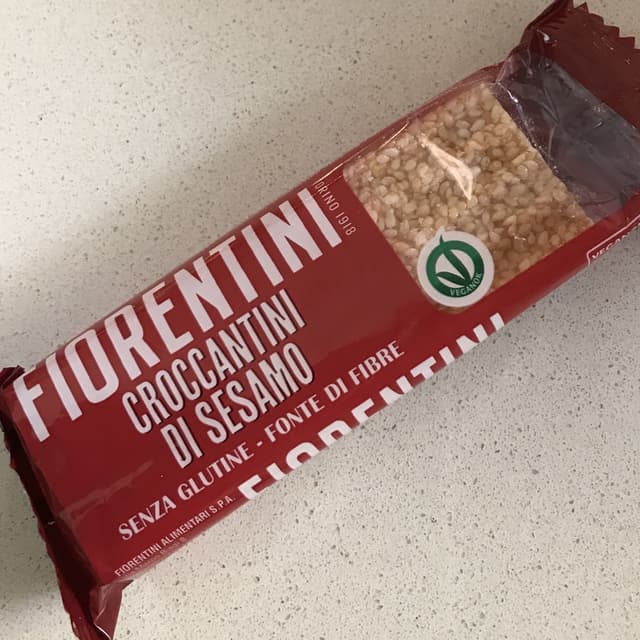 FIORENTINI
TORINO 1918
CROCCANTINI
DI SESAMO
SENZA GLUTINE - FONTE DI FIBRE
FIORENTINI ALIMENTARI S.P.A.
FIORENTINI
VEGANOK